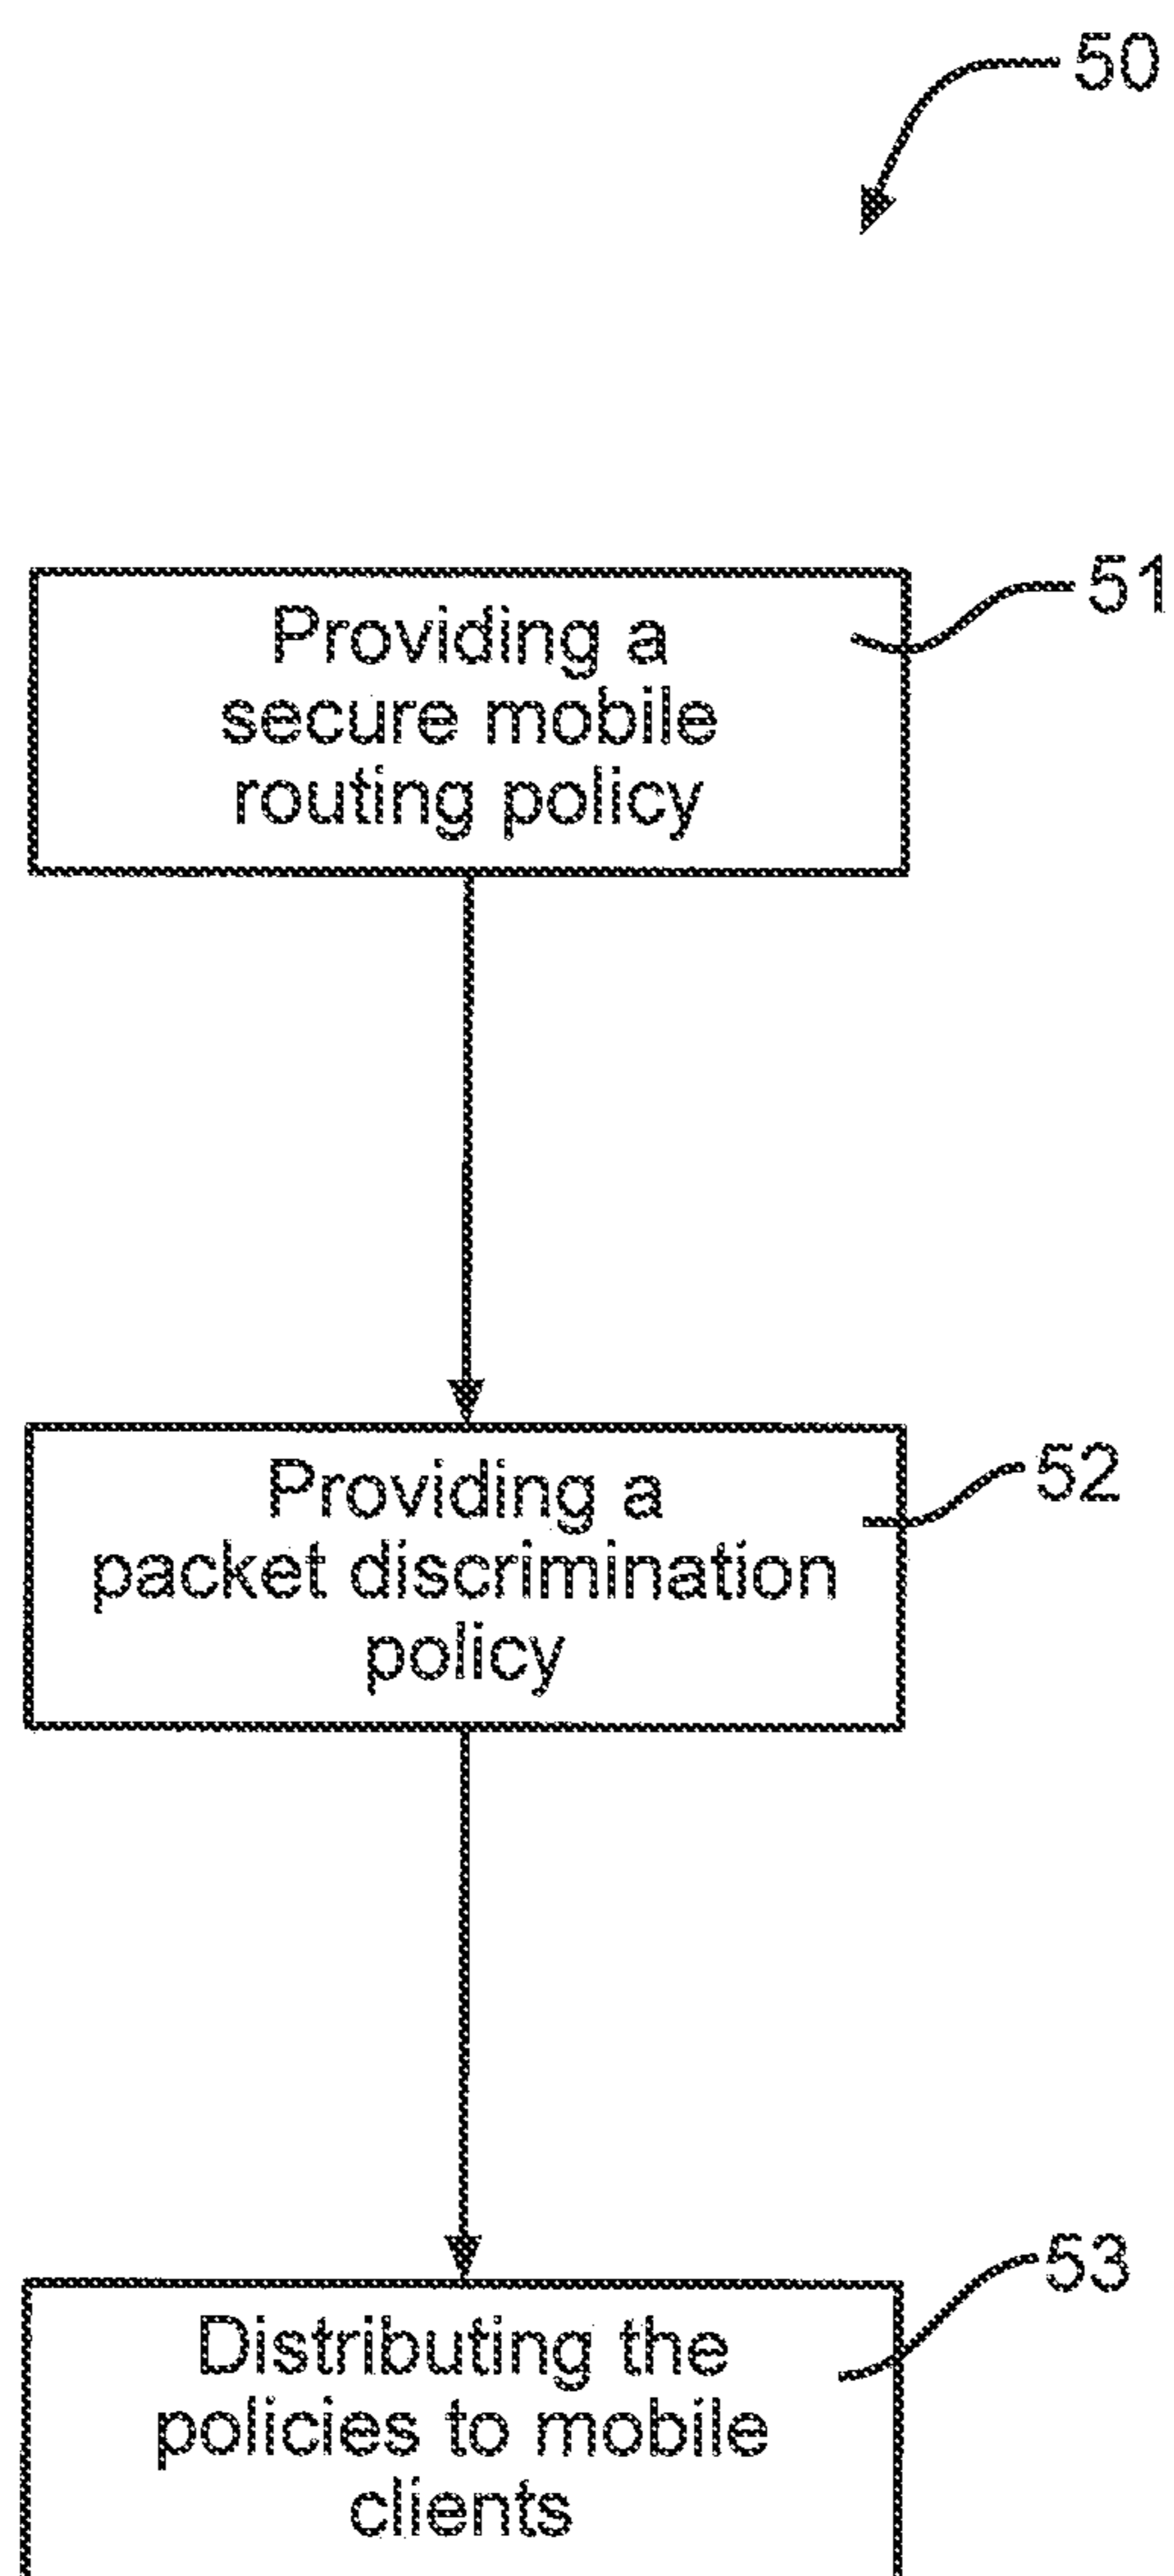 50
51
Providing a
secure mobile
routing policy
52
Providing a
packet discrimination
policy
53
Distributing the
policies to mobile
clients